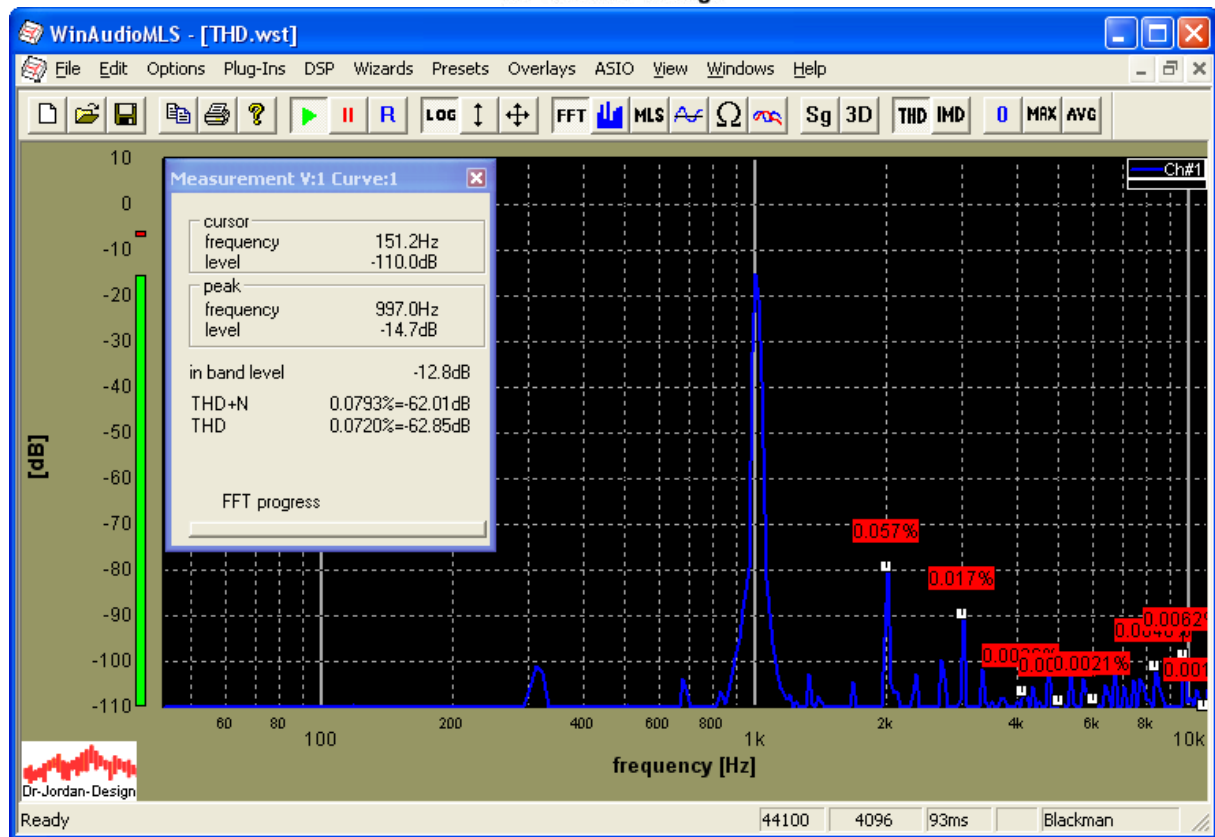 WinAudioMLS - [THD.wst]
File Edit Options Plug-Ins DSP Wizards Presets Overlays ASIO View Windows Help
R LOG FFT MLS Ω Sg 3D THD IMD 0 MAX AVG
Ch#1
Measurement V:1 Curve:1
cursor
frequency 151.2Hz
level -110.0dB
peak
frequency 997.0Hz
level -14.7dB
in band level -12.8dB
THD+N 0.0793%=-62.01dB
THD 0.0720%=-62.85dB
FFT progress
10
0
-10
-20
-30
-40
-50
-60
-70
-80
-90
-100
-110
[dB]
0.057%
0.017%
0.0062
0.0021%
0.001
60 80 200 400 600 800 2k 4k 6k 8k
100 1k 10k
frequency [Hz]
Dr-Jordan-Design
Ready 44100 4096 93ms Blackman